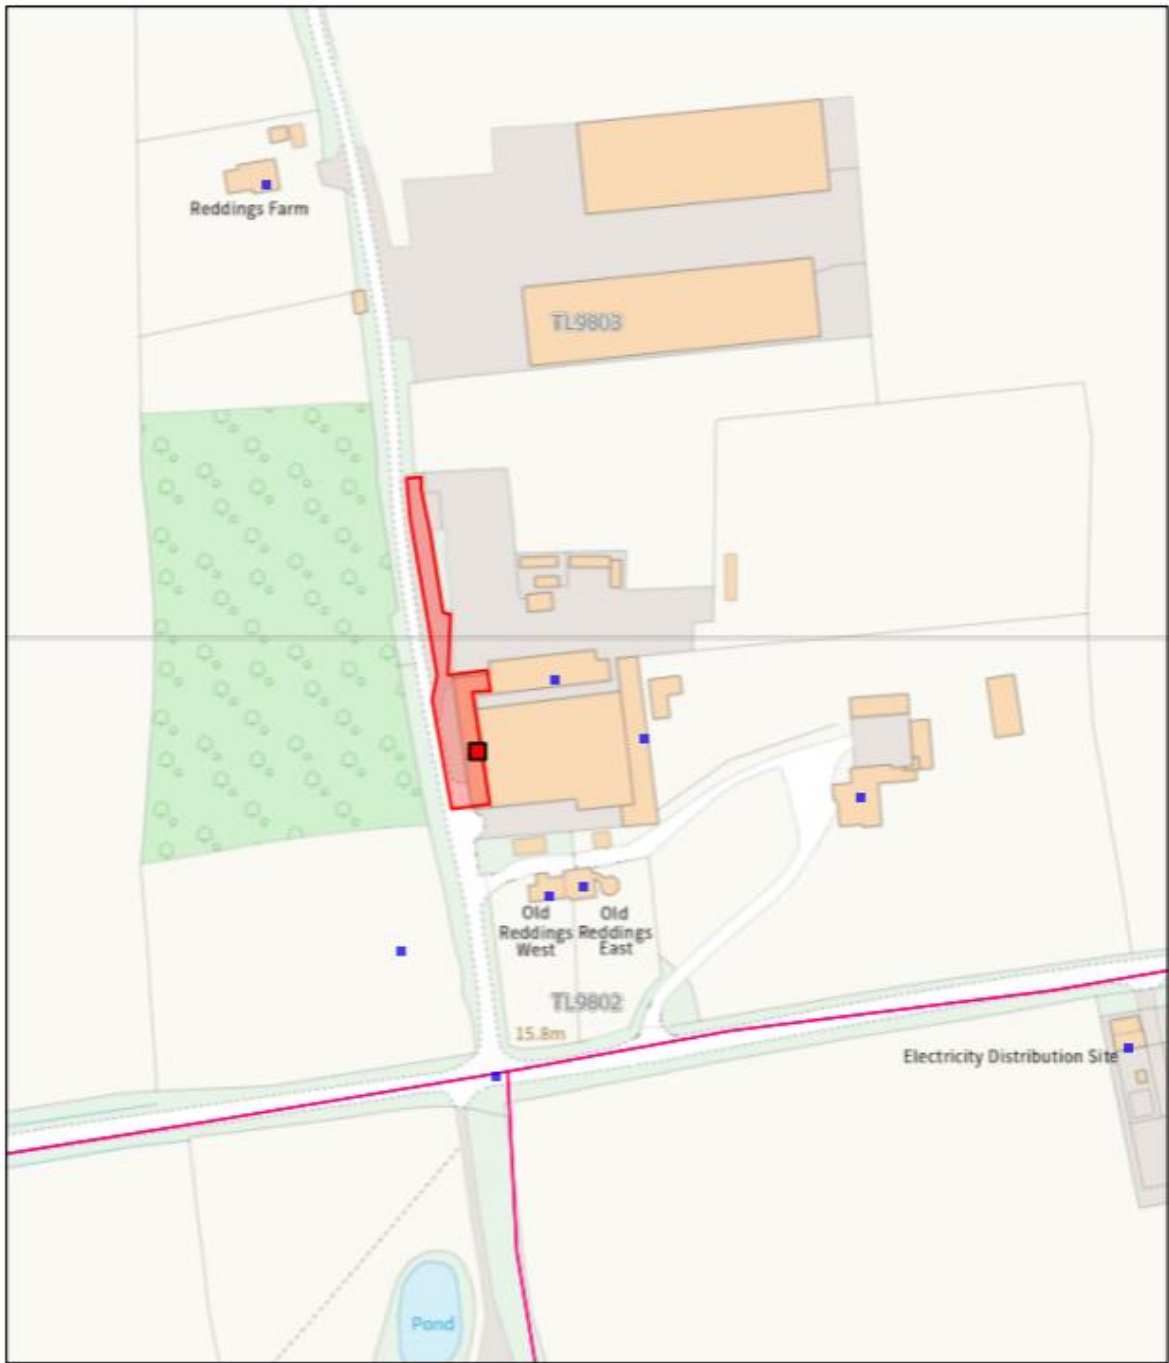 Reddings Farm
TL9803
Old
Reddings
West
Old
Reddings
East
TL9802
15.8m
Electricity Distribution Site
Pond